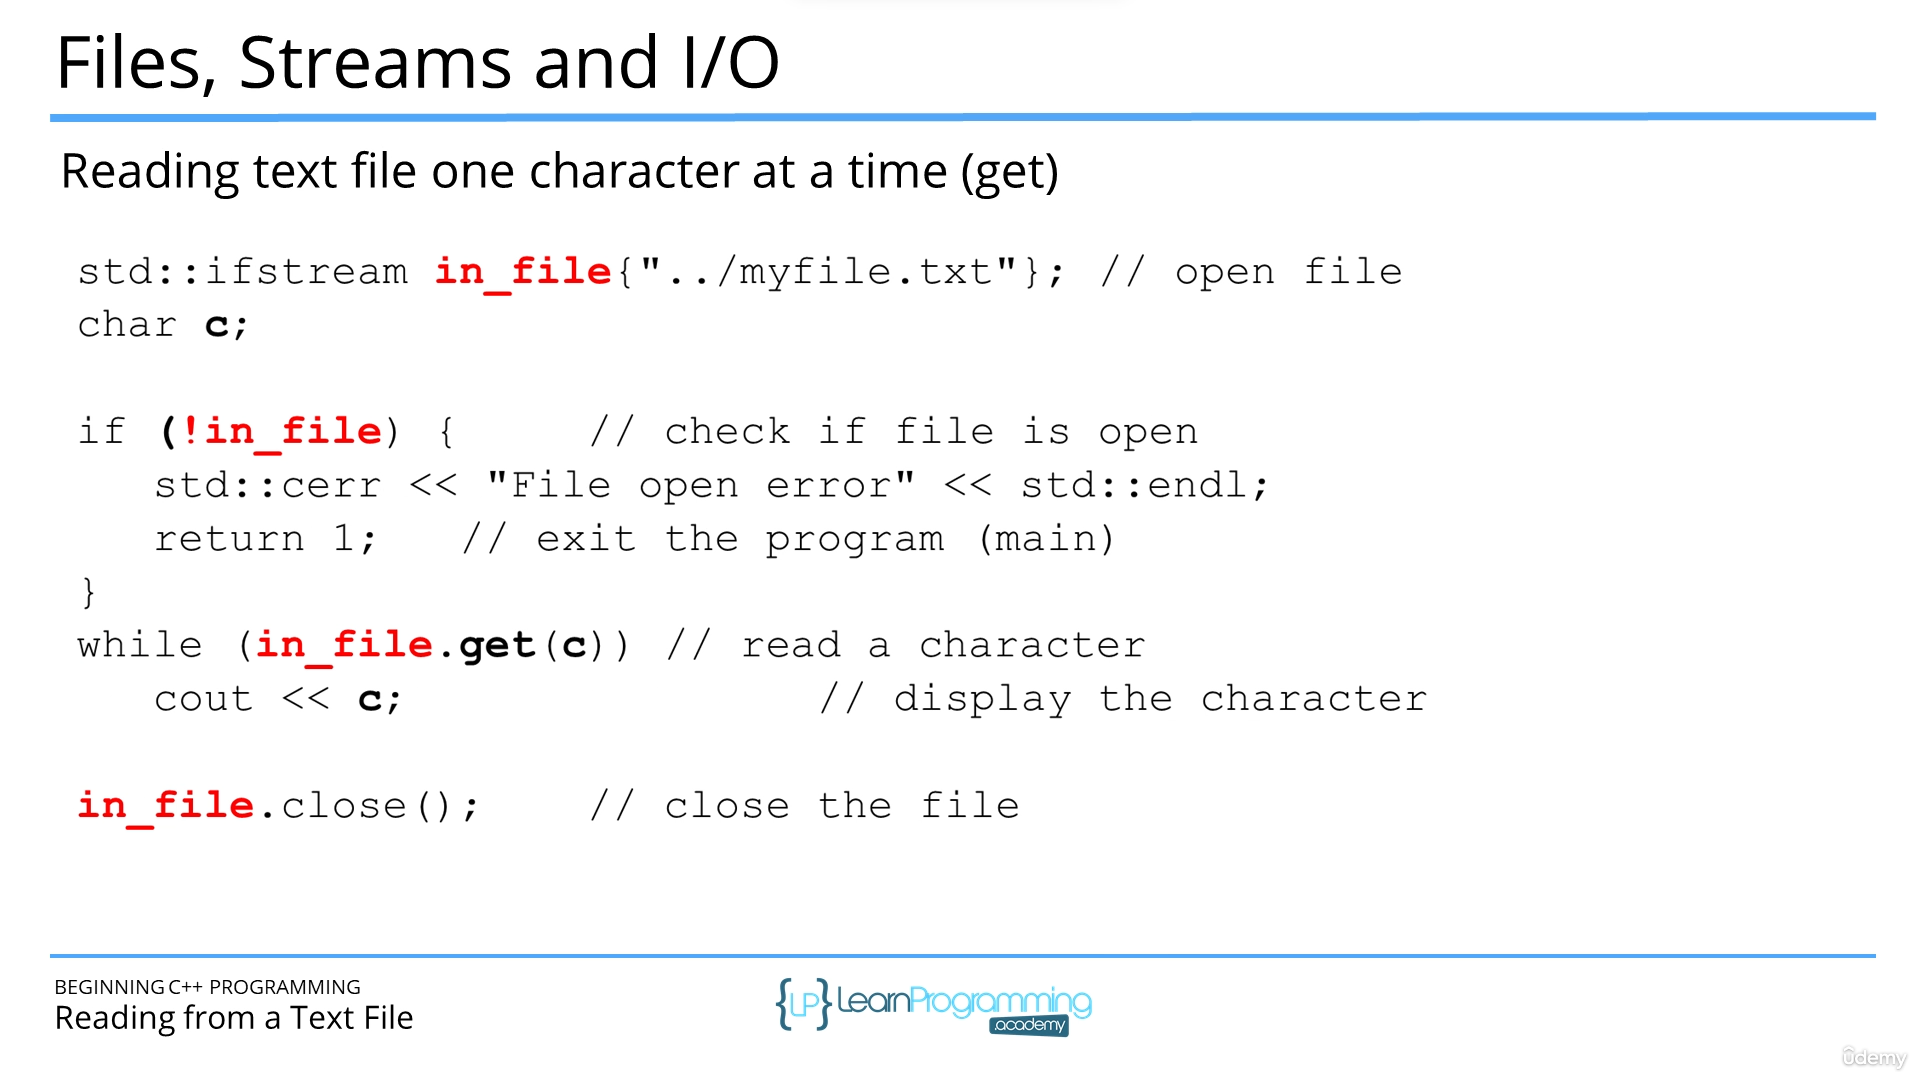 Files, Streams and I/O
Reading text file one character at a time (get)
std::ifstream in_file{"../myfile.txt"}; // open file
char c;
if (!in_file) {     // check if file is open
   std::cerr << "File open error" << std::endl;
   return 1;   // exit the program (main)
}
while (in_file.get(c)) // read a character
   cout << c;                // display the character
in_file.close();    // close the file
BEGINNING C++ PROGRAMMING
Reading from a Text File
{LP}LearnProgramming
.academy
ûdemy